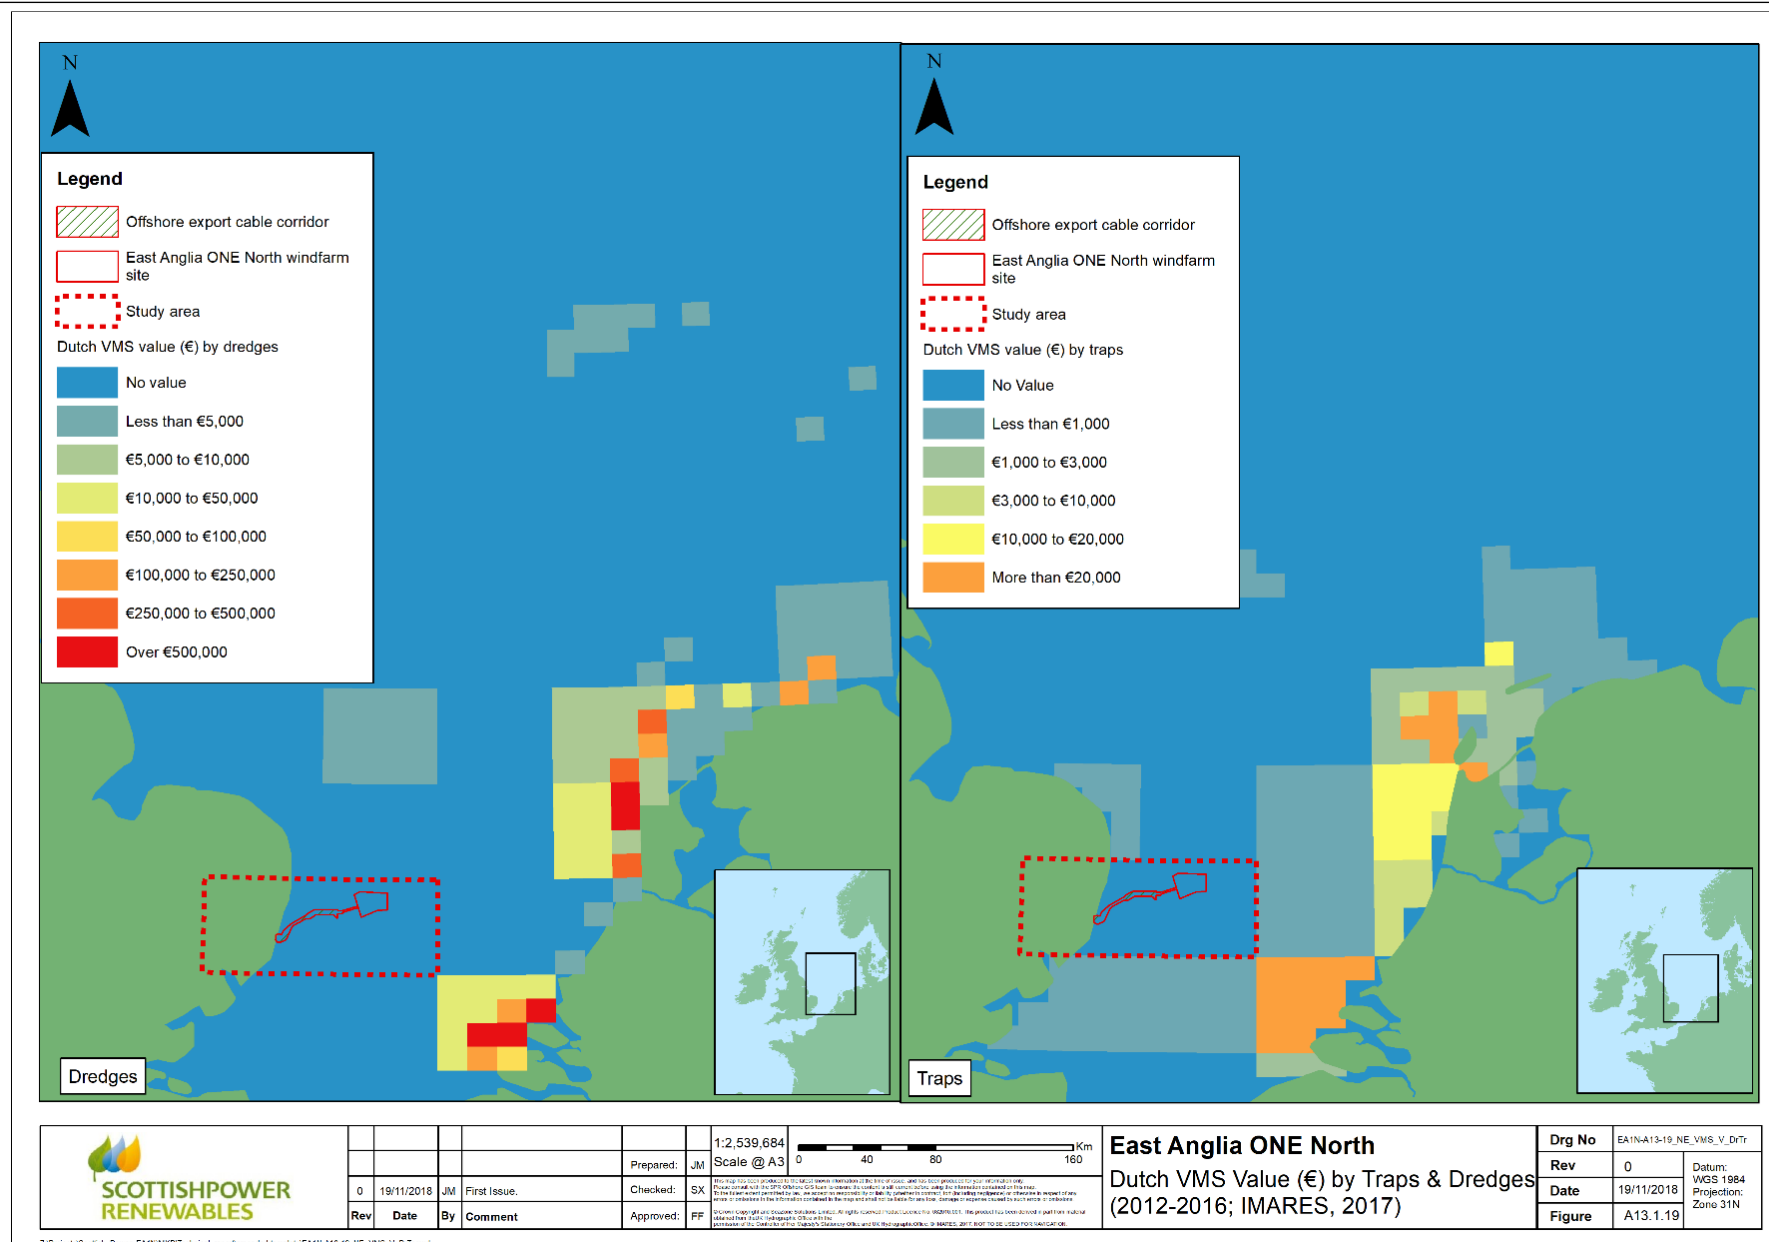 N
Legend
Offshore export cable corridor
East Anglia ONE North windfarm
site
Study area
Dutch VMS value (€) by dredges
No value
Less than €5,000
€5,000 to €10,000
€10,000 to €50,000
€50,000 to €100,000
€100,000 to €250,000
€250,000 to €500,000
Over €500,000
Dredges
N
Legend
Offshore export cable corridor
East Anglia ONE North windfarm
site
Study area
Dutch VMS value (€) by traps
No Value
Less than €1,000
€1,000 to €3,000
€3,000 to €10,000
€10,000 to €20,000
More than €20,000
Traps
SCOTTISHPOWER
RENEWABLES
0 19/11/2018 JM First Issue.
Rev Date By Comment
Prepared: JM
Checked: SX
Approved: FF
1:2,539,684
Scale @ A3
0 40 80 160 Km
East Anglia ONE North
Dutch VMS Value (€) by Traps & Dredges
(2012-2016; IMARES, 2017)
Drg No EA1N-A13-19_NE_VMS_V_DrTr
Rev 0
Date 19/11/2018
Figure A13.1.19
Datum:
WGS 1984
Projection:
Zone 31N